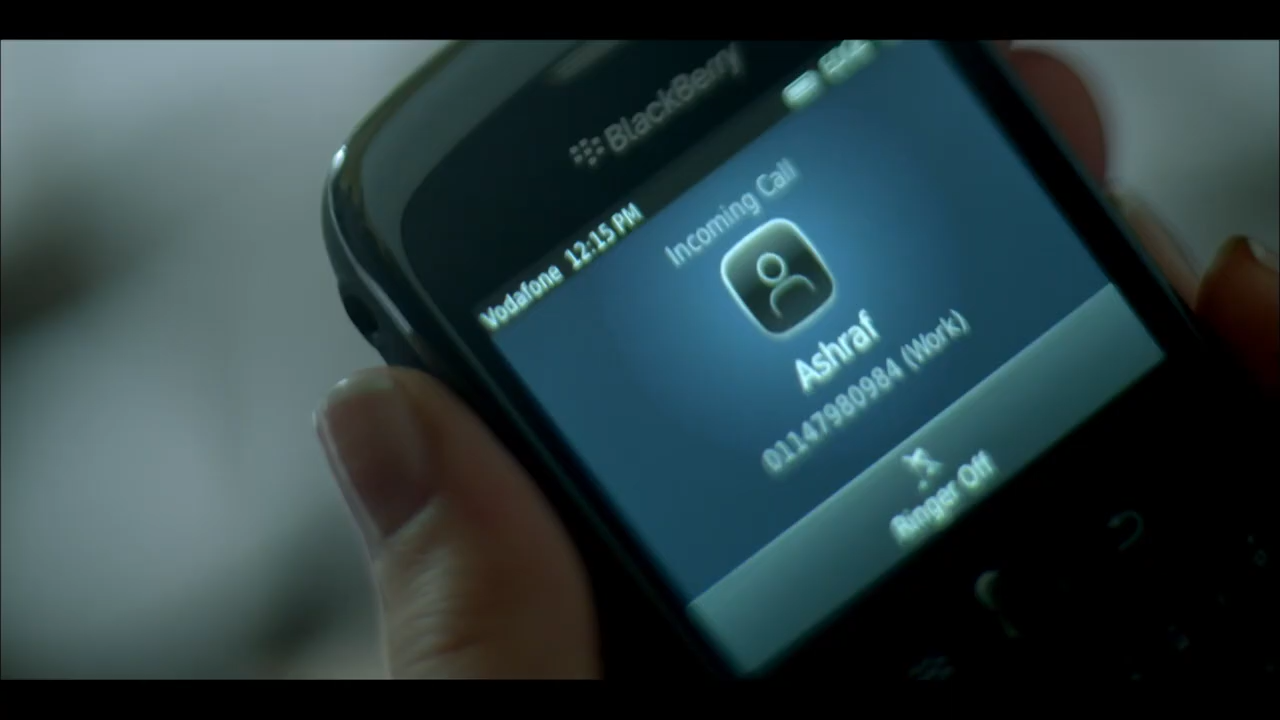 BlackBerry
Vodafone 12:15 PM
Incoming Call
Ashraf
01147980984 (Work)
Ringer Off